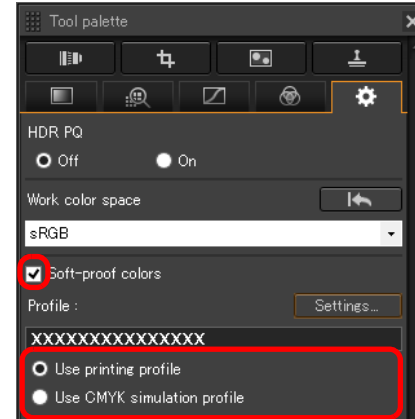 Tool palette
HDR PQ
Off On
Work color space
sRGB
Soft-proof colors
Profile : Settings...
XXXXXXXXXXXXXXX
Use printing profile
Use CMYK simulation profile